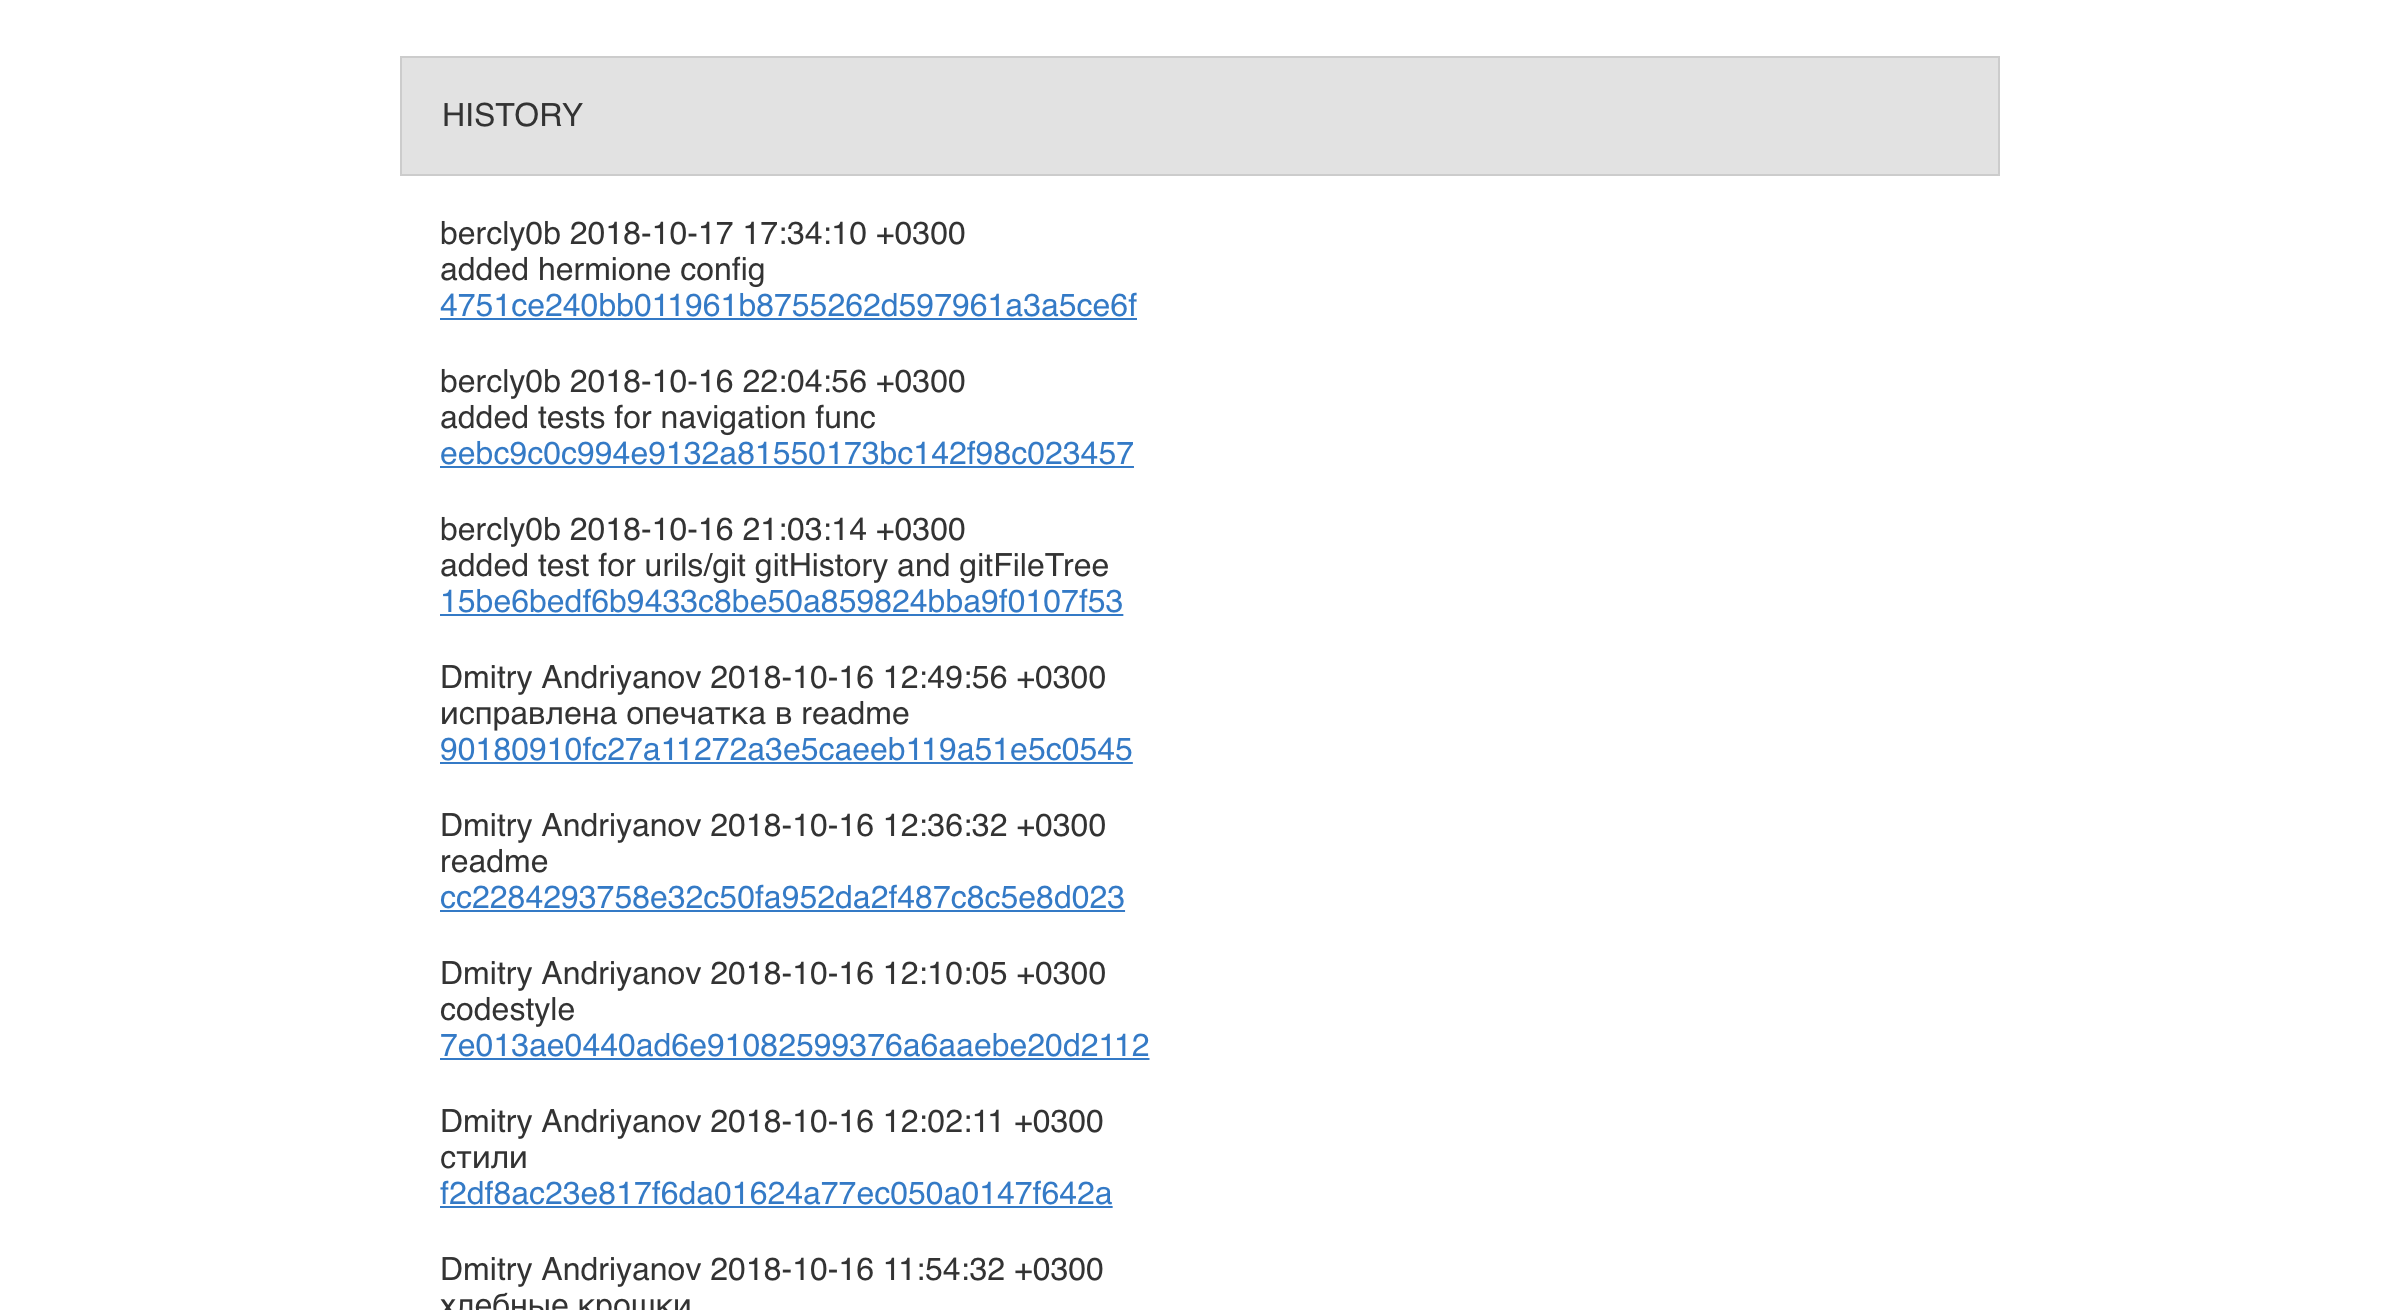 HISTORY
bercly0b 2018-10-17 17:34:10 +0300
added hermione config
4751ce240bb011961b8755262d597961a3a5ce6f
bercly0b 2018-10-16 22:04:56 +0300
added tests for navigation func
eebc9c0c994e9132a81550173bc142f98c023457
bercly0b 2018-10-16 21:03:14 +0300
added test for urils/git gitHistory and gitFileTree
15be6bedf6b9433c8be50a859824bba9f0107f53
Dmitry Andriyanov 2018-10-16 12:49:56 +0300
исправлена опечатка в readme
90180910fc27a11272a3e5caeeb119a51e5c0545
Dmitry Andriyanov 2018-10-16 12:36:32 +0300
readme
cc2284293758e32c50fa952da2f487c8c5e8d023
Dmitry Andriyanov 2018-10-16 12:10:05 +0300
codestyle
7e013ae0440ad6e91082599376a6aaebe20d2112
Dmitry Andriyanov 2018-10-16 12:02:11 +0300
стили
f2df8ac23e817f6da01624a77ec050a0147f642a
Dmitry Andriyanov 2018-10-16 11:54:32 +0300
хлебные крошки